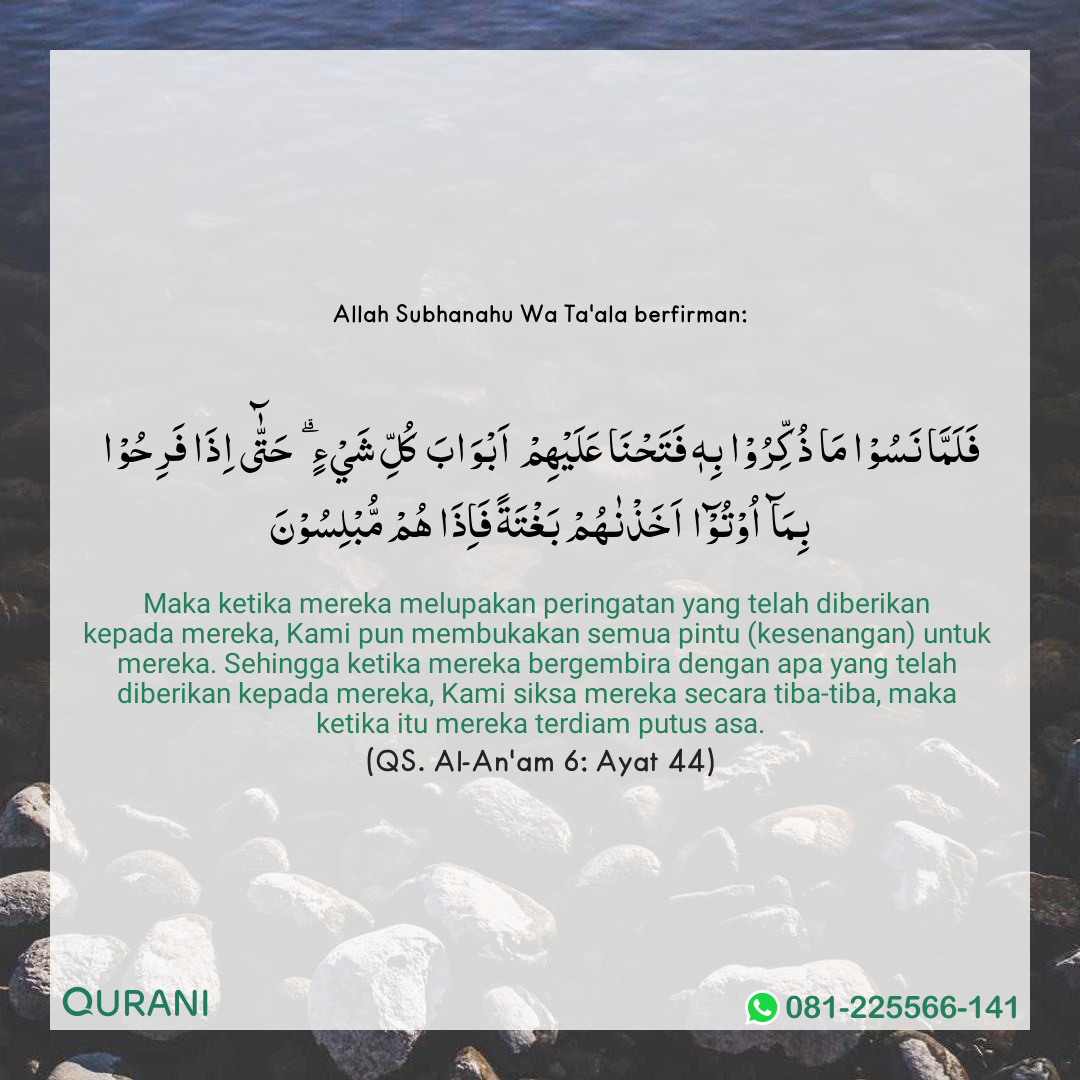 Allah Subhanahu Wa Ta'ala berfirman:
فَلَمَّا نَسُوْا مَا ذُكِّرُوْا بِهٖ فَتَحْنَا عَلَيْهِمْ اَبْوَابَ كُلِّ شَيْءٍ ۗ حَتّٰۤى اِذَا فَرِحُوْا
بِمَاۤ اُوْتُوْۤا اَخَذْنٰهُمْ بَغْتَةً فَاِذَا هُمْ مُّبْلِسُوْنَ
Maka ketika mereka melupakan peringatan yang telah diberikan
kepada mereka, Kami pun membukakan semua pintu (kesenangan) untuk
mereka. Sehingga ketika mereka bergembira dengan apa yang telah
diberikan kepada mereka, Kami siksa mereka secara tiba-tiba, maka
ketika itu mereka terdiam putus asa.
(QS. Al-An'am 6: Ayat 44)
QURANI
081-225566-141